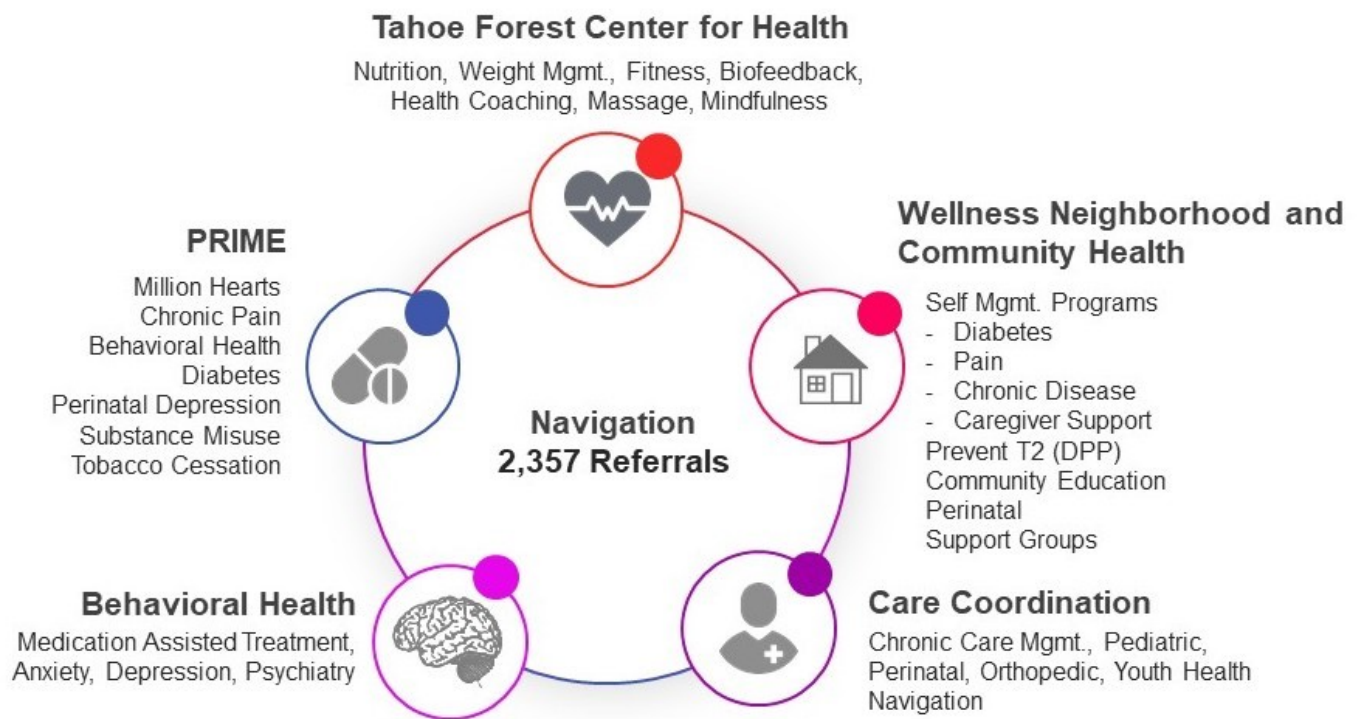 Tahoe Forest Center for Health
Nutrition, Weight Mgmt., Fitness, Biofeedback,
Health Coaching, Massage, Mindfulness
PRIME
Million Hearts
Chronic Pain
Behavioral Health
Diabetes
Perinatal Depression
Substance Misuse
Tobacco Cessation
Wellness Neighborhood and
Community Health
Self Mgmt. Programs
- Diabetes
- Pain
- Chronic Disease
- Caregiver Support
Prevent T2 (DPP)
Community Education
Perinatal
Support Groups
Navigation
2,357 Referrals
Behavioral Health
Medication Assisted Treatment,
Anxiety, Depression, Psychiatry
Care Coordination
Chronic Care Mgmt., Pediatric,
Perinatal, Orthopedic, Youth Health
Navigation